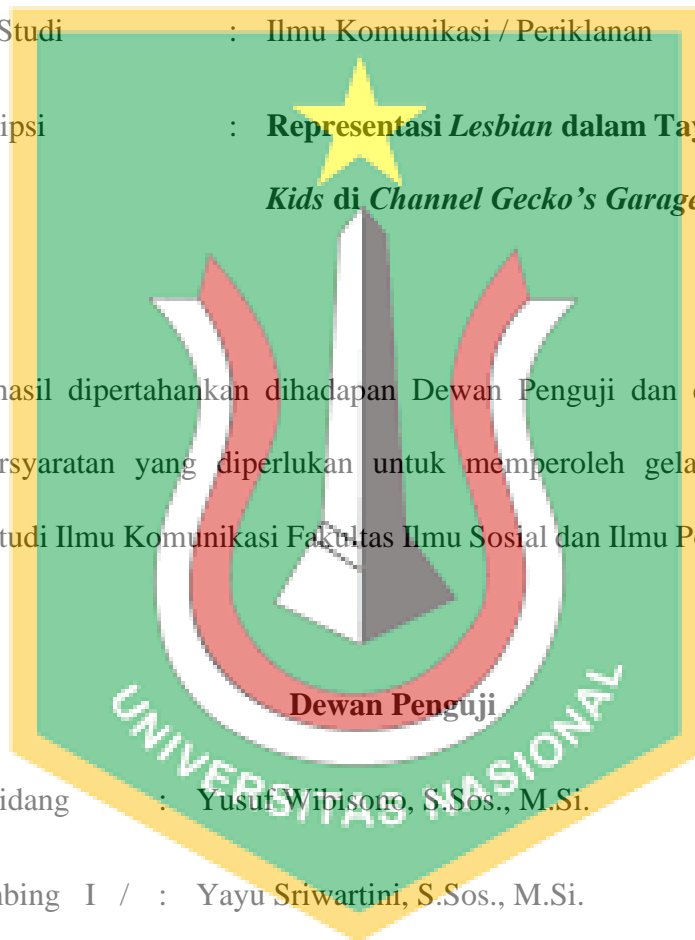 Studi : Ilmu Komunikasi / Periklanan
ipsi : Representasi Lesbian dalam Tay
Kids di Channel Gecko's Garage
hasil dipertahankan dihadapan Dewan Penguji dan
rsyaratan yang diperlukan untuk memperoleh gela
tudi Ilmu Komunikasi Fakultas Ilmu Sosial dan Ilmu Po
Dewan Penguji
UNIVERSITAS NASIONAL
idang : Yusuf Wibisono, S.Sos., M.Si.
mbing I / : Yayu Sriwartini, S.Sos., M.Si.